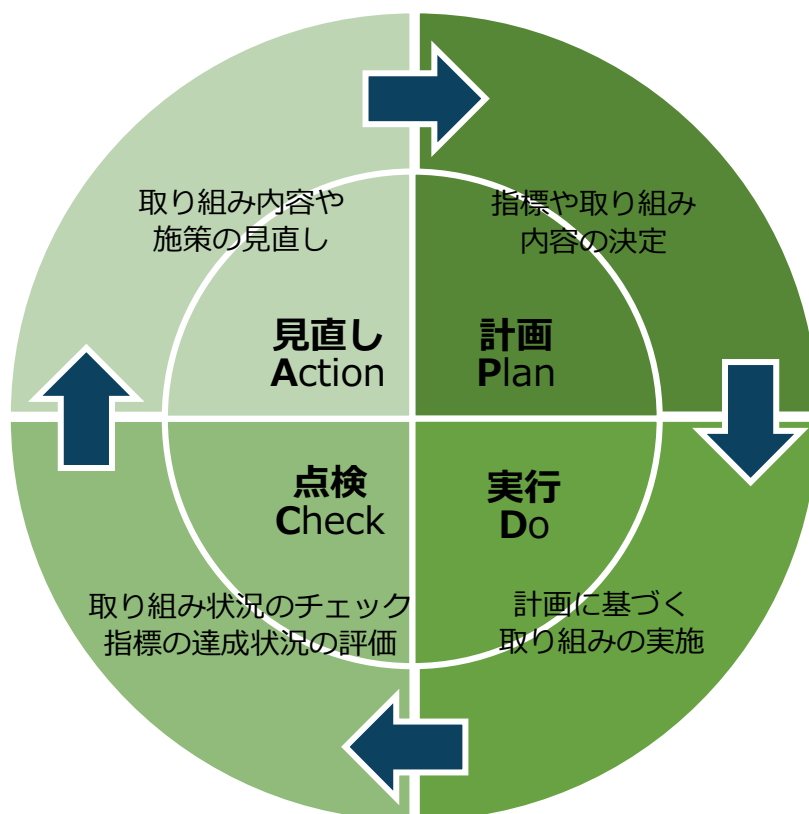 取り組み内容や
施策の見直し
指標や取り組み
内容の決定
見直し
Action
計画
Plan
点検
Check
実行
Do
取り組み状況のチェック
指標の達成状況の評価
計画に基づく
取り組みの実施